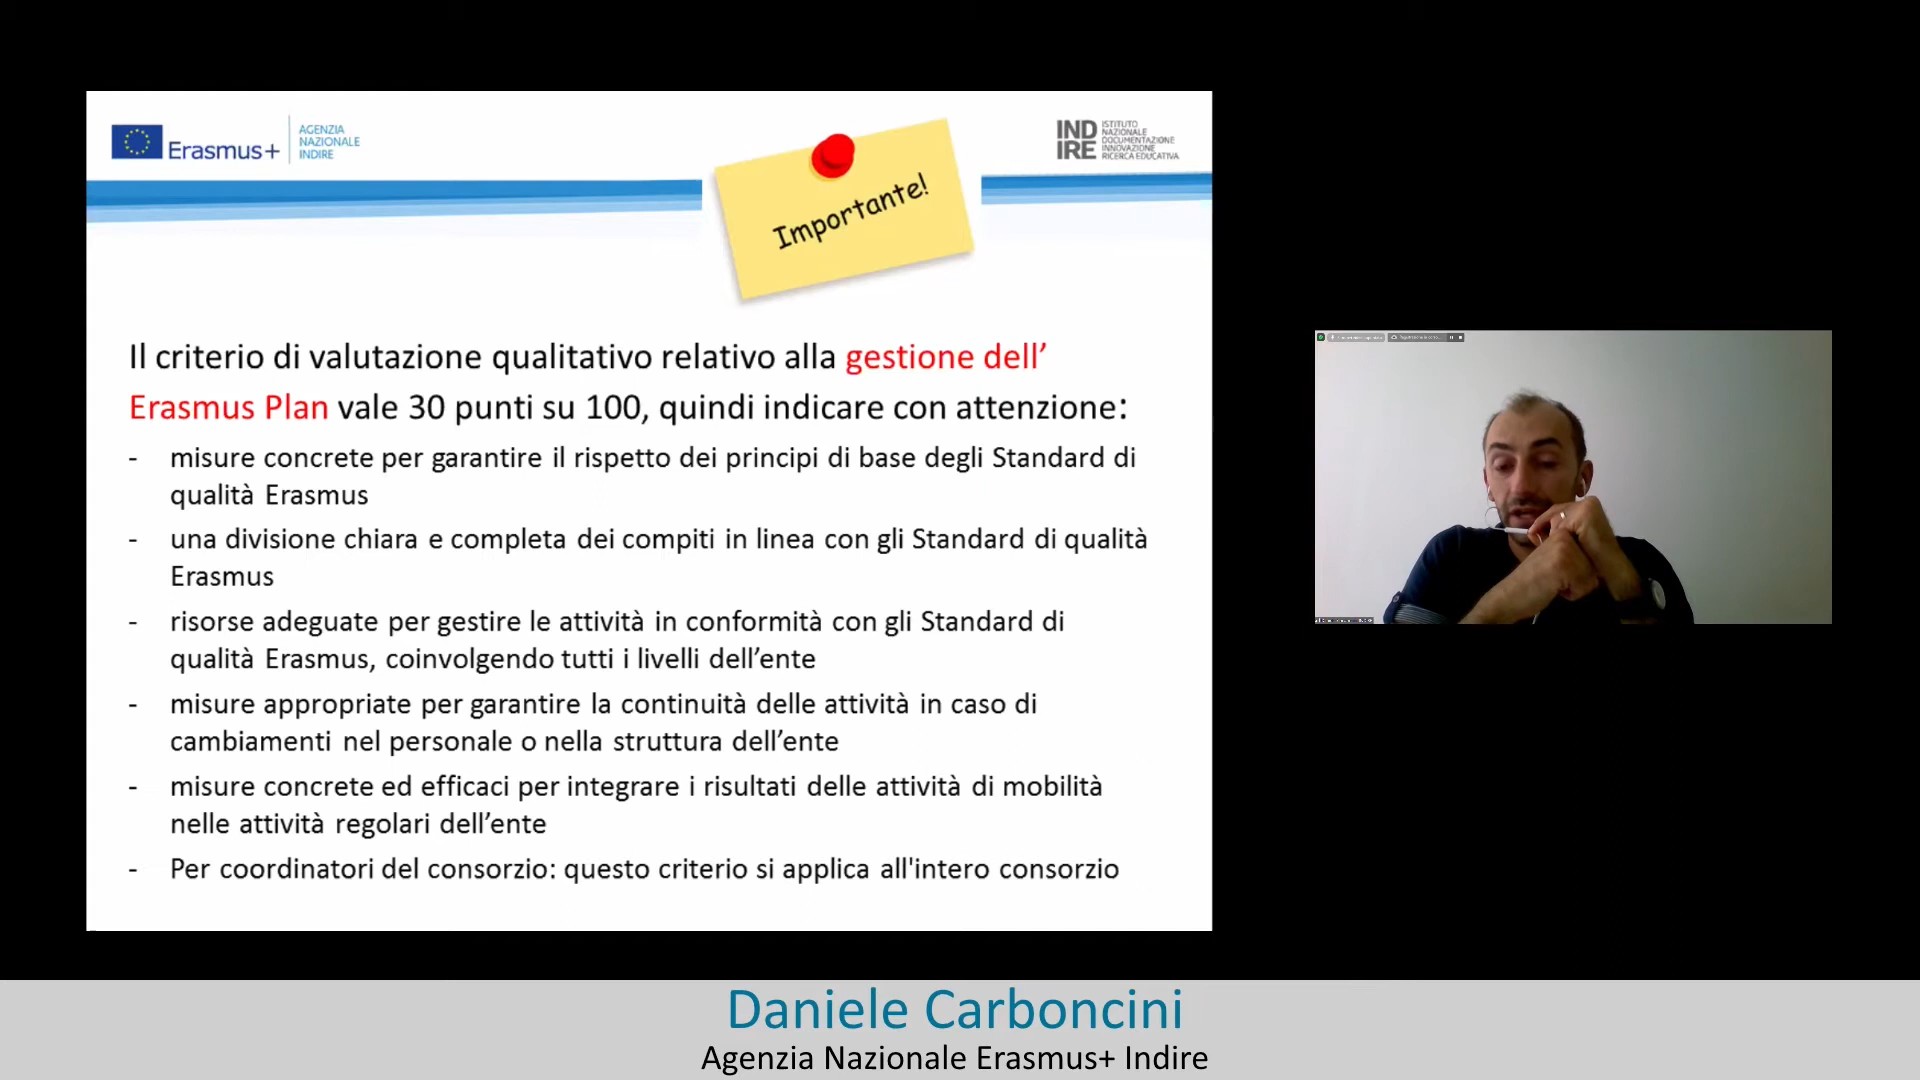 Erasmus+
AGENZIA
NAZIONALE
INDIRE
IND
IRE
ISTITUTO
NAZIONALE
DOCUMENTAZIONE
INNOVAZIONE
RICERCA EDUCATIVA
Importante!
Il criterio di valutazione qualitativo relativo alla gestione dell’
Erasmus Plan vale 30 punti su 100, quindi indicare con attenzione:
- misure concrete per garantire il rispetto dei principi di base degli Standard di
qualità Erasmus
- una divisione chiara e completa dei compiti in linea con gli Standard di qualità
Erasmus
- risorse adeguate per gestire le attività in conformità con gli Standard di
qualità Erasmus, coinvolgendo tutti i livelli dell’ente
- misure appropriate per garantire la continuità delle attività in caso di
cambiamenti nel personale o nella struttura dell’ente
- misure concrete ed efficaci per integrare i risultati delle attività di mobilità
nelle attività regolari dell’ente
- Per coordinatori del consorzio: questo criterio si applica all'intero consorzio
Daniele Carboncini
Agenzia Nazionale Erasmus+ Indire